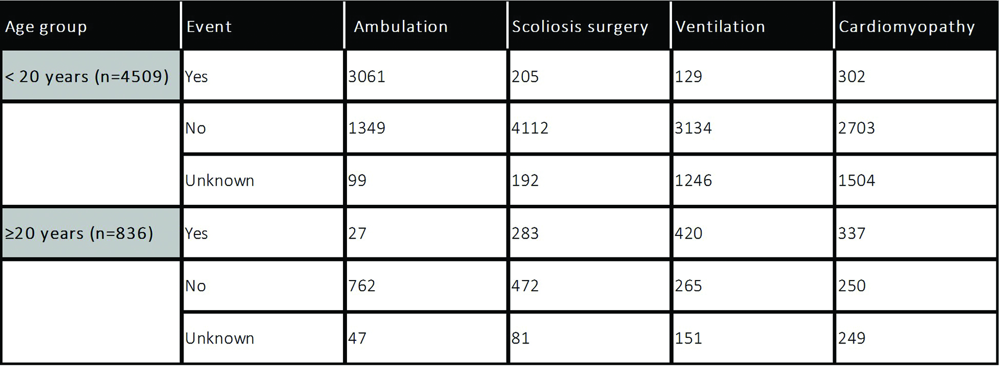 Age group Event Ambulation Scoliosis surgery Ventilation Cardiomyopathy
< 20 years (n=4509) Yes 3061 205 129 302
No 1349 4112 3134 2703
Unknown 99 192 1246 1504
≥20 years (n=836) Yes 27 283 420 337
No 762 472 265 250
Unknown 47 81 151 249